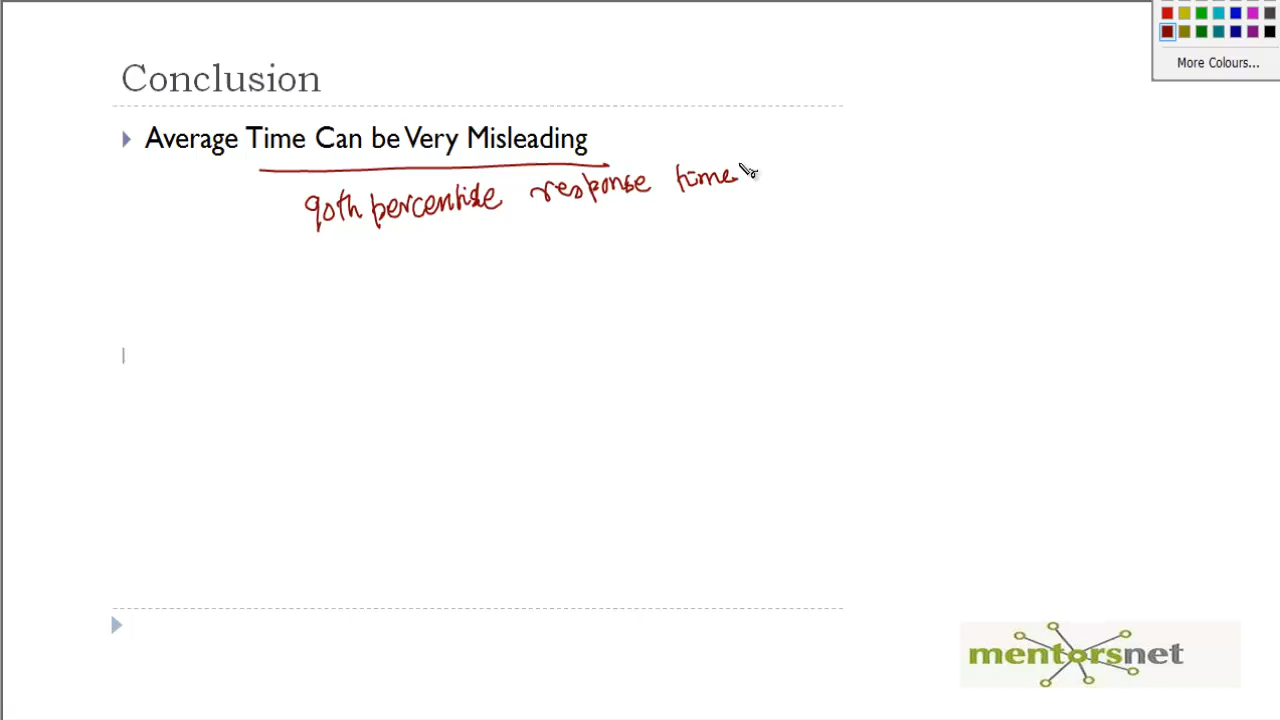 More Colours...
Conclusion
Average Time Can be Very Misleading
90th percentile response time
mentorsnet